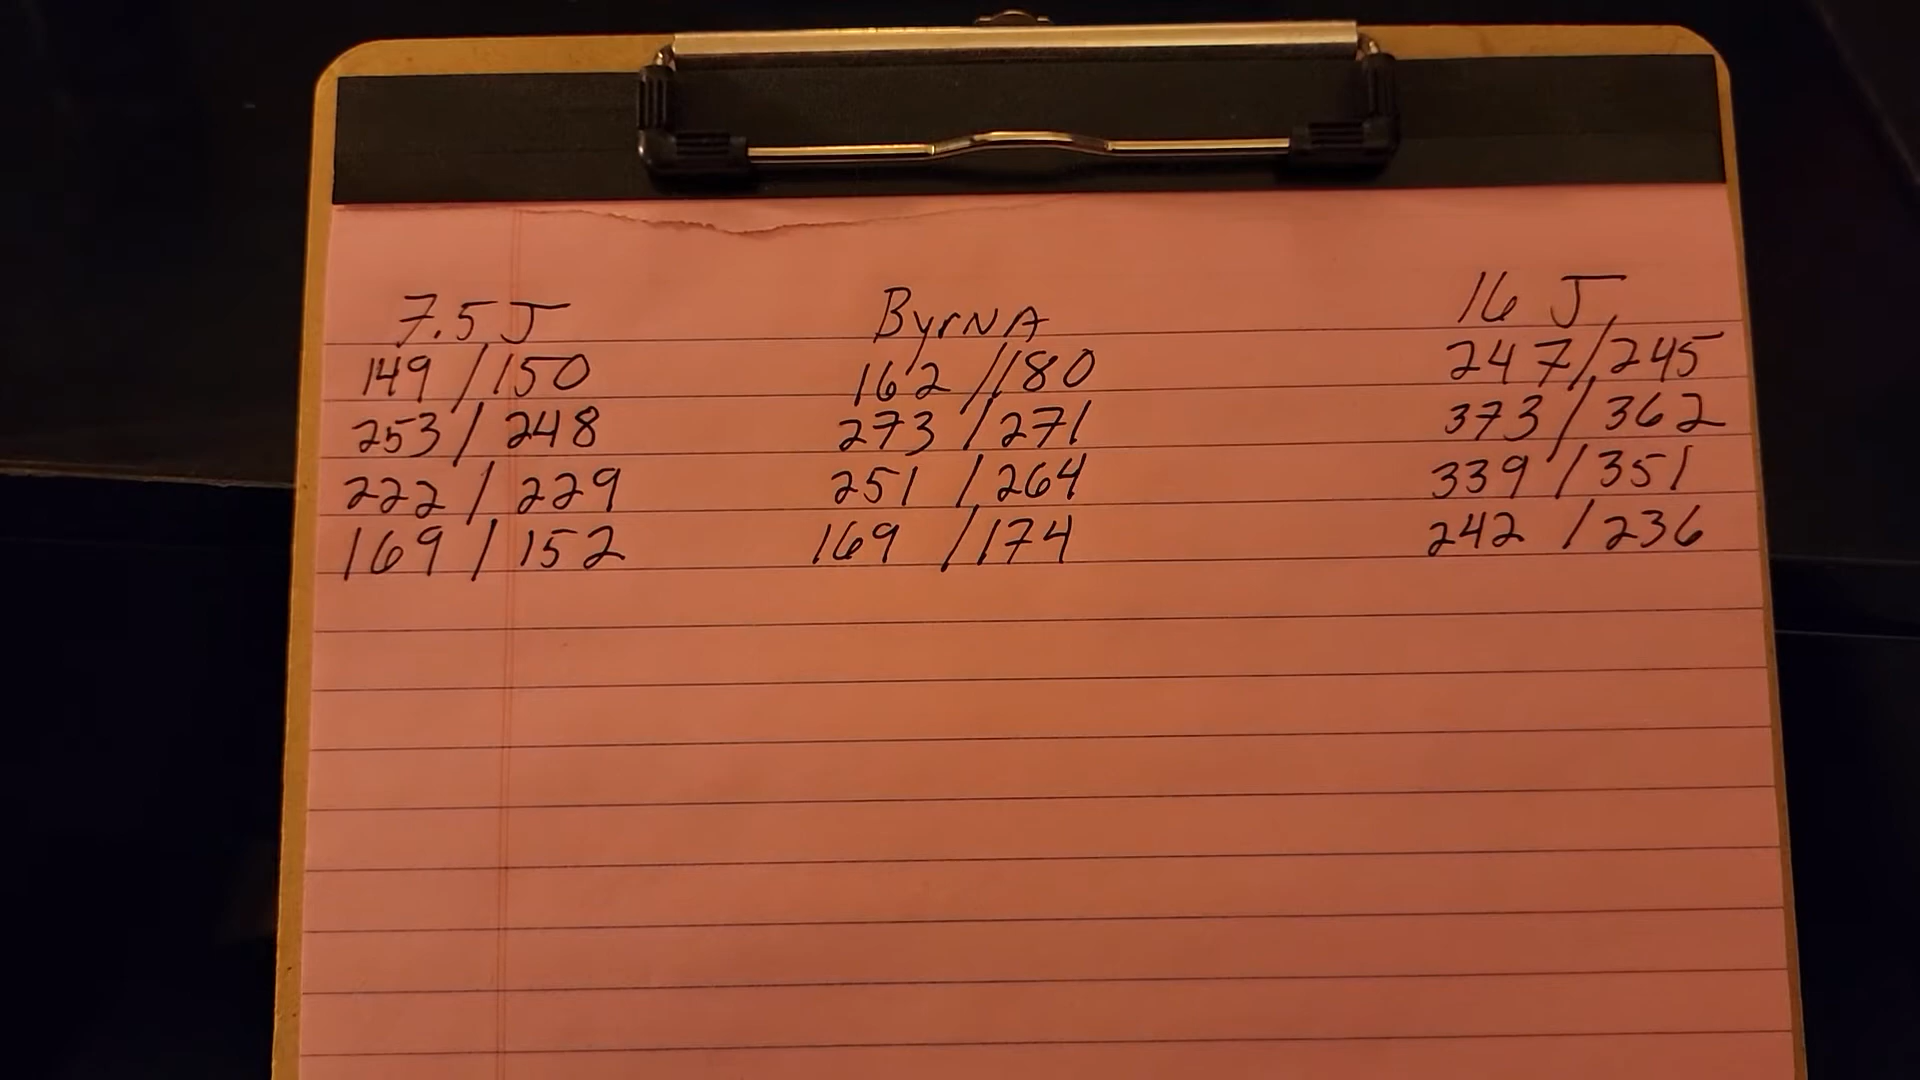 7.5 J ByrNA 16 J
149/150 162/180 247/245
253/248 273/271 373/362
222/229 251/264 339/351
169/152 169/174 242/236